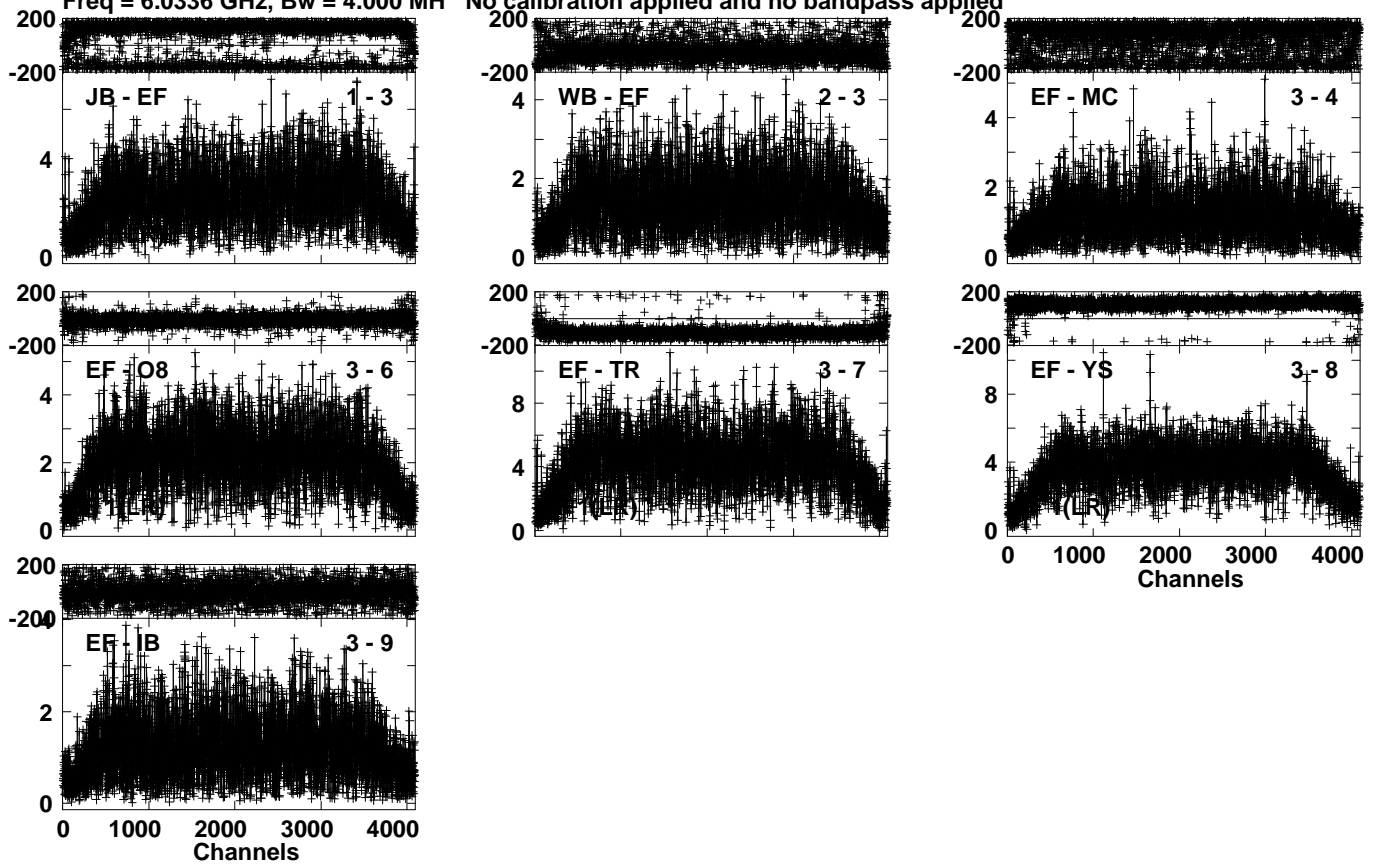 Freq = 6.0336 GHz, Bw = 4.000 MH No calibration applied and no bandpass applied
200 200 200
-200 -200 -200
JB - EF 1 - 3 WB - EF 2 - 3 EF - MC 3 - 4
4 4 4
2 2
0 0 0
200 200 200
-200 -200 -200
EF - O8 3 - 6 EF - TR 3 - 7 EF - YS 3 - 8
4 8 8
2 4 4
(LR) (LR)
0 0 0
0 1000 2000 3000 4000
Channels
200
-200
4
EF - IB 3 - 9
2
0
0 1000 2000 3000 4000
Channels